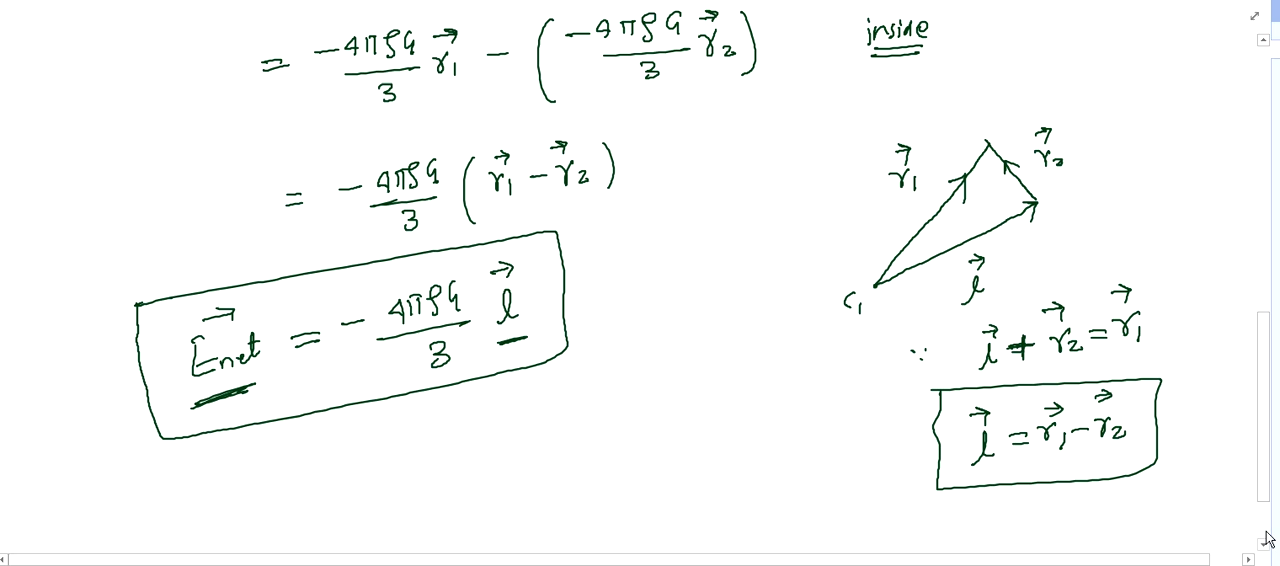 = -4πρG/3 r⃗₁ - (-4πρG/3 r⃗₂)
inside
= -4πρG/3 (r⃗₁ - r⃗₂)
r⃗₁
r⃗₂
C₁
l⃗
E⃗net = -4πρG/3 l⃗
∵ l⃗ + r⃗₂ = r⃗₁
l⃗ = r⃗₁ - r⃗₂